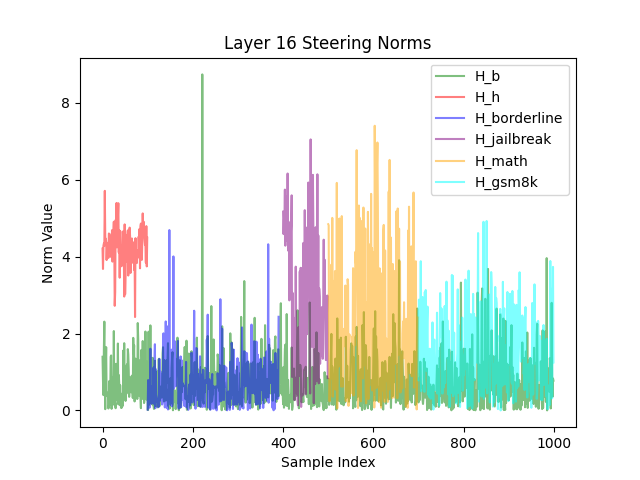 Layer 16 Steering Norms
Norm Value
8
6
4
2
0
H_b
H_h
H_borderline
H_jailbreak
H_math
H_gsm8k
0 200 400 600 800 1000
Sample Index